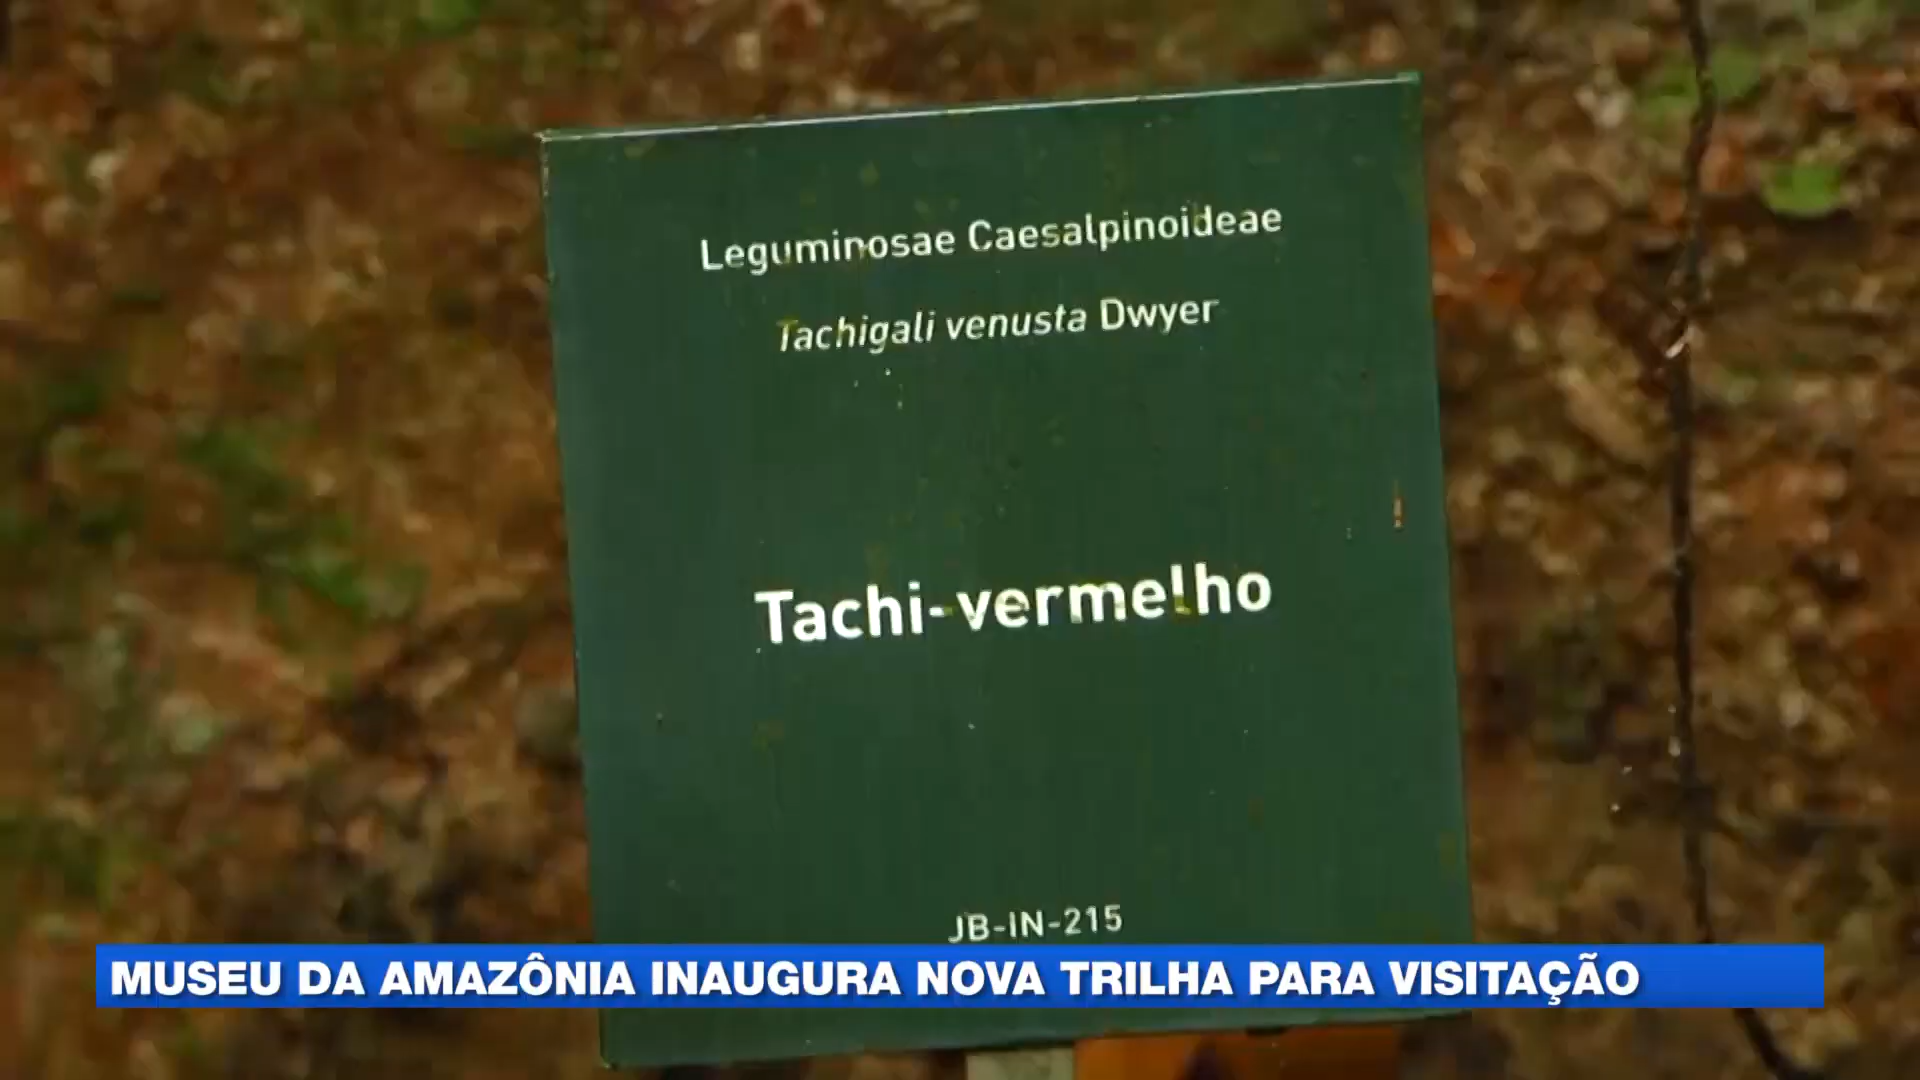 Leguminosae Caesalpinoideae
Tachigali venusta Dwyer
Tachi-vermelho
JB-IN-215
MUSEU DA AMAZÔNIA INAUGURA NOVA TRILHA PARA VISITAÇÃO